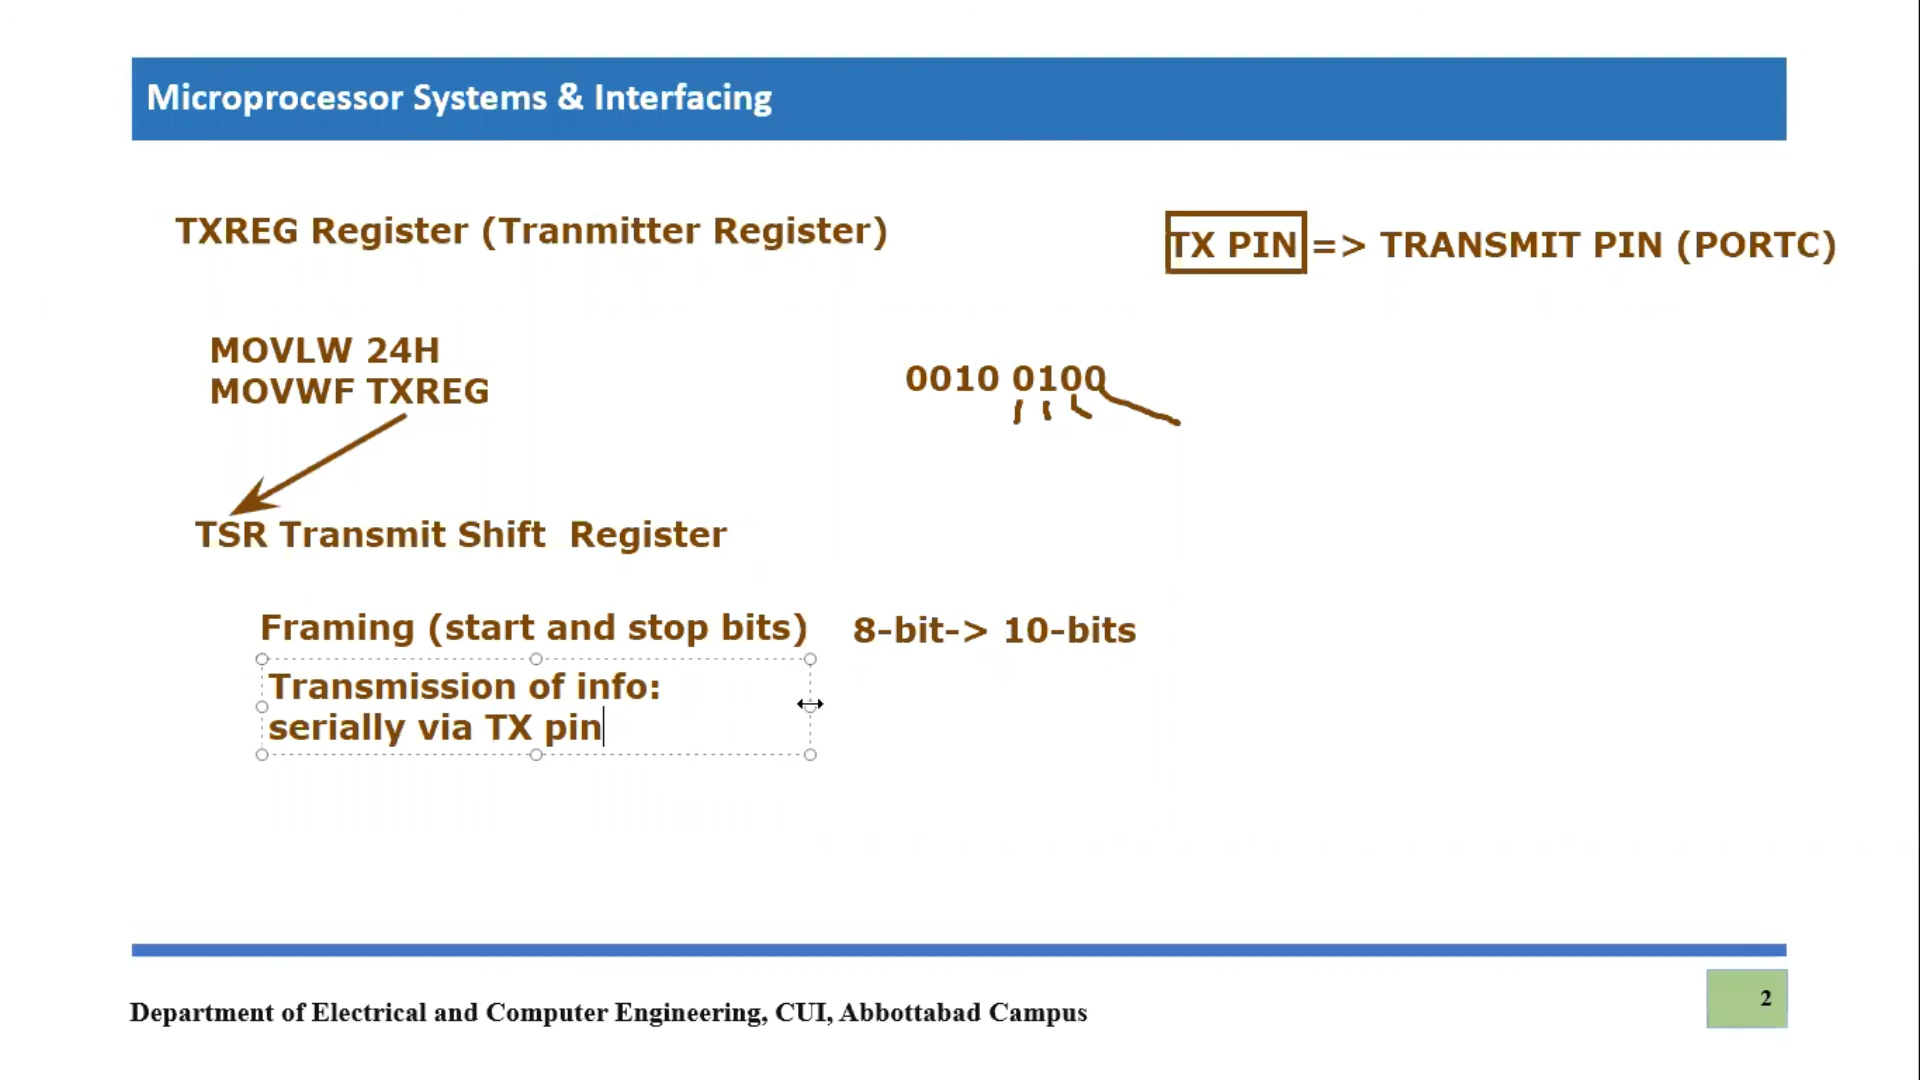 Microprocessor Systems & Interfacing
TXREG Register (Tranmitter Register)
TX PIN => TRANSMIT PIN (PORTC)
MOVLW 24H
MOVWF TXREG
0010 0100
TSR Transmit Shift  Register
Framing (start and stop bits)
8-bit-> 10-bits
Transmission of info:
serially via TX pin
Department of Electrical and Computer Engineering, CUI, Abbottabad Campus
2